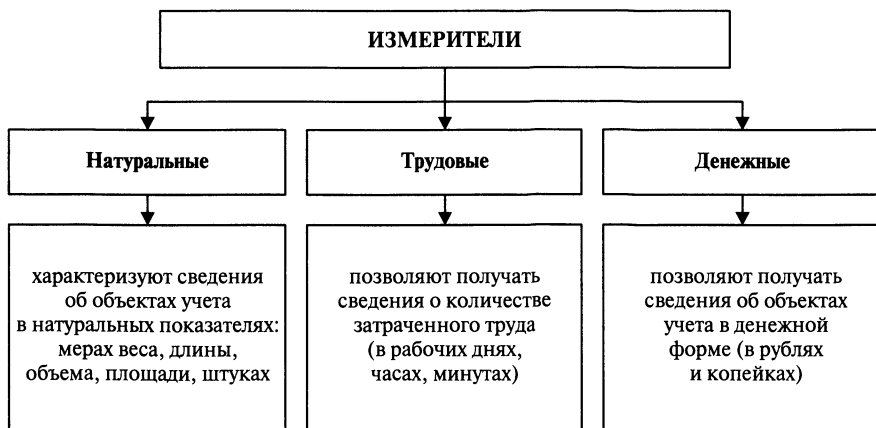 ИЗМЕРИТЕЛИ
Натуральные
Трудовые
Денежные
характеризуют сведения
об объектах учета
в натуральных показателях:
мерах веса, длины,
объема, площади, штуках
позволяют получать
сведения о количестве
затраченного труда
(в рабочих днях,
часах, минутах)
позволяют получать
сведения об объектах
учета в денежной
форме (в рублях
и копейках)